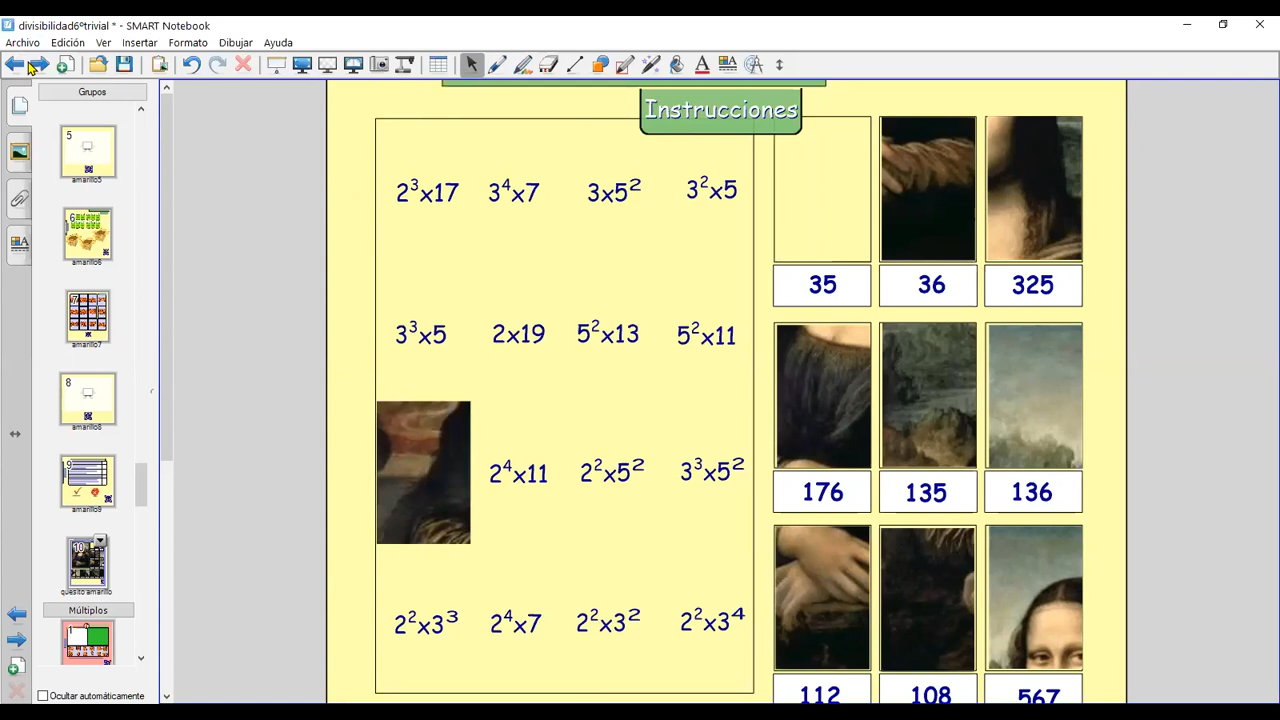 divisibilidad6ºtrivial * - SMART Notebook
Archivo Edición Ver Insertar Formato Dibujar Ayuda
Grupos
5
amarillo5
6
amarillo6
7
amarillo7
8
amarillo8
9
amarillo9
10
quesito amarillo
Múltiplos
1
Ocultar automáticamente
Instrucciones
2³x17 3⁴x7 3x5² 3²x5
3³x5 2x19 5²x13 5²x11
2⁴x11 2²x5² 3³x5²
2²x3³ 2⁴x7 2²x3² 2²x3⁴
35 36 325
176 135 136
112 108 567